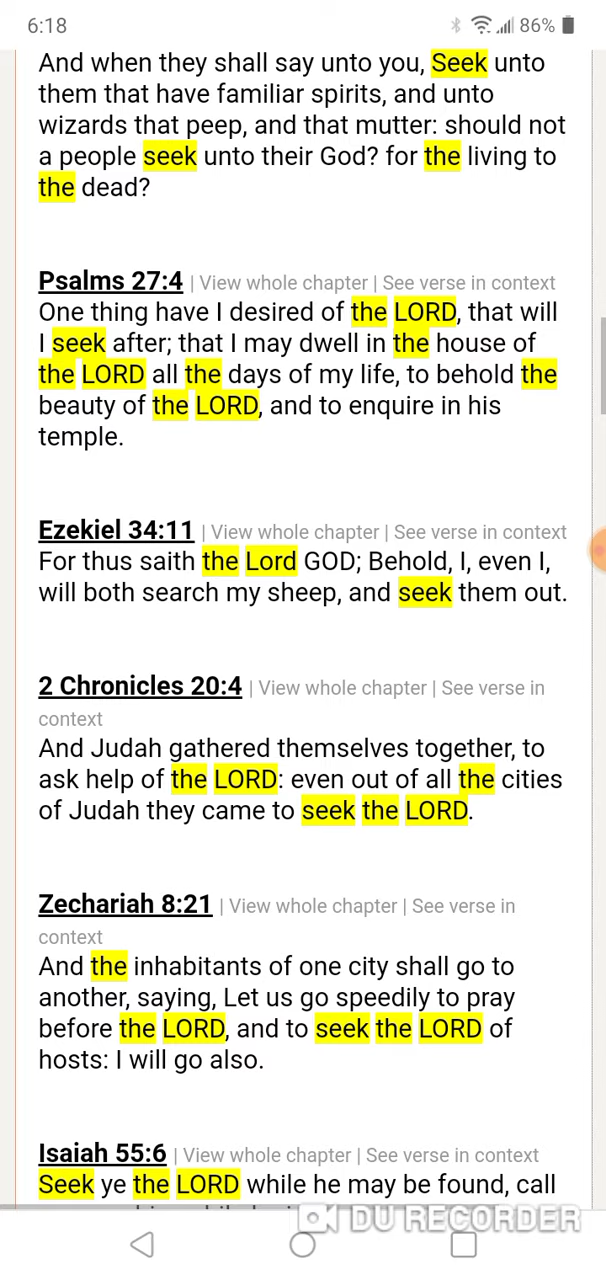 6:18 86%
And when they shall say unto you, Seek unto
them that have familiar spirits, and unto
wizards that peep, and that mutter: should not
a people seek unto their God? for the living to
the dead?
Psalms 27:4 | View whole chapter | See verse in context
One thing have I desired of the LORD, that will
I seek after; that I may dwell in the house of
the LORD all the days of my life, to behold the
beauty of the LORD, and to enquire in his
temple.
Ezekiel 34:11 | View whole chapter | See verse in context
For thus saith the Lord GOD; Behold, I, even I,
will both search my sheep, and seek them out.
2 Chronicles 20:4 | View whole chapter | See verse in
context
And Judah gathered themselves together, to
ask help of the LORD: even out of all the cities
of Judah they came to seek the LORD.
Zechariah 8:21 | View whole chapter | See verse in
context
And the inhabitants of one city shall go to
another, saying, Let us go speedily to pray
before the LORD, and to seek the LORD of
hosts: I will go also.
Isaiah 55:6 | View whole chapter | See verse in context
Seek ye the LORD while he may be found, call
DU RECORDER